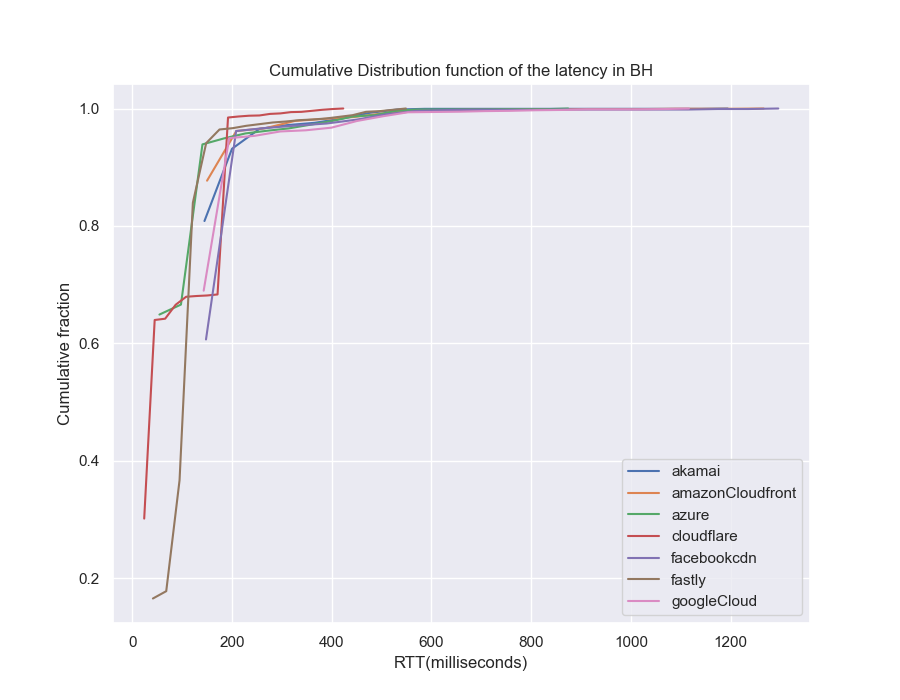 Cumulative Distribution function of the latency in BH
1.0
0.8
0.6
0.4
0.2
Cumulative fraction
akamai
amazonCloudfront
azure
cloudflare
facebookcdn
fastly
googleCloud
0 200 400 600 800 1000 1200
RTT(milliseconds)